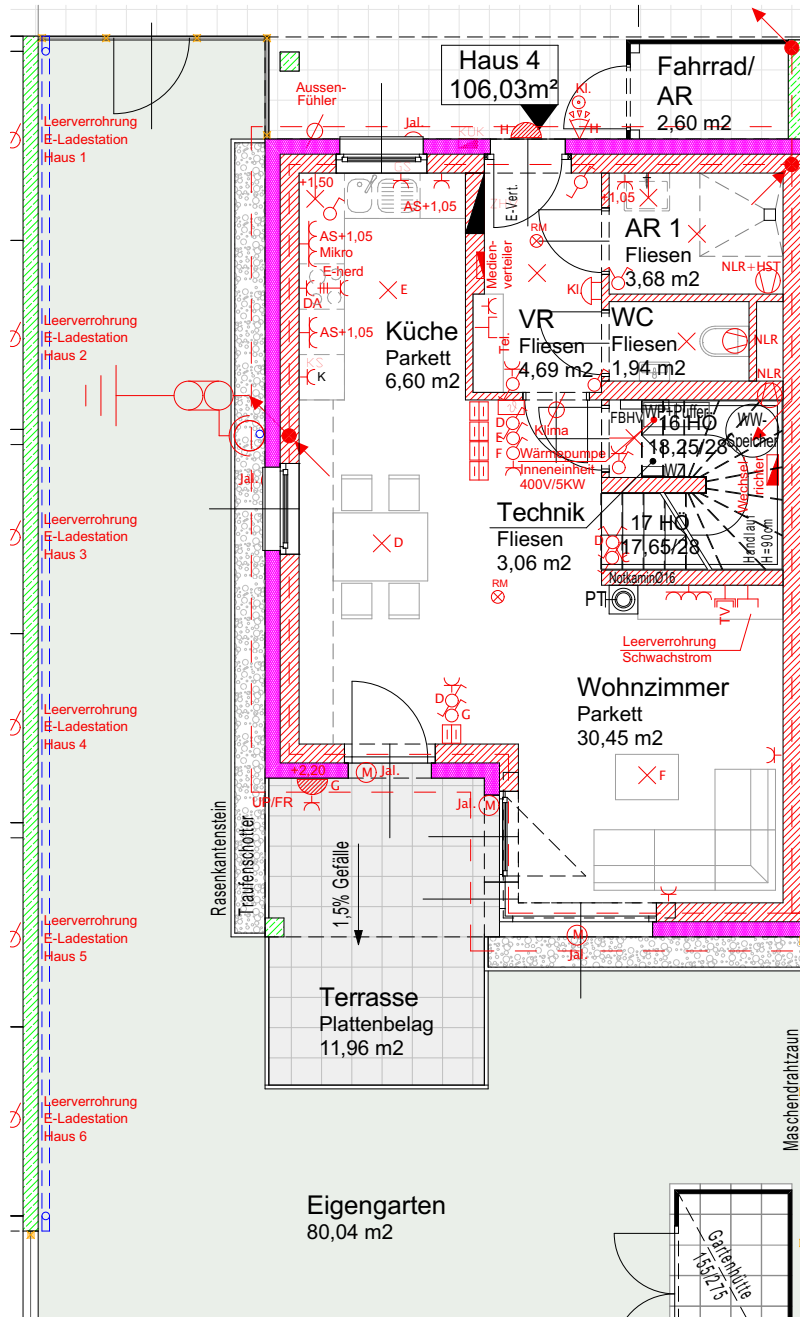 Haus 4
106,03m²
Fahrrad/
AR
2,60 m2
Aussen-
Fühler
Jal.
H
Kl.
H
Leerverrohrung
E-Ladestation
Haus 1
+1,50
AS+1,05
E-Vert.
+1,05
AR 1
Fliesen
3,68 m2
NLR+HST
AS+1,05
Mikro
E-herd
DA
E
RM
Medien-
verteiler
Kl
Leerverrohrung
E-Ladestation
Haus 2
AS+1,05
K
Küche
Parkett
6,60 m2
Tel.
VR
Fliesen
4,69 m2
WC
Fliesen
1,94 m2
NLR
NLR
D
E
F
Klima
Wärmepumpe
Inneneinheit
400V/5KW
FBHV
WP+Puffer
16 HÖ
18,25/28
WW-
Speicher
WZ
Wechsel
richter
Jal.
Leerverrohrung
E-Ladestation
Haus 3
Technik
Fliesen
3,06 m2
D
17 HÖ
17,65/28
Handlauf
H=90cm
D
NotkaminØ16
RM
PT
TV
Leerverrohrung
Schwachstrom
Leerverrohrung
E-Ladestation
Haus 4
D
G
Wohnzimmer
Parkett
30,45 m2
+2,20
G
M
Jal.
UP/FR
Jal.
M
F
Rasenkantenstein
Traufenschotter
1,5% Gefälle
Leerverrohrung
E-Ladestation
Haus 5
M
Jal.
Terrasse
Plattenbelag
11,96 m2
Maschendrahtzaun
Leerverrohrung
E-Ladestation
Haus 6
Eigengarten
80,04 m2
Gartenhütte
155/275